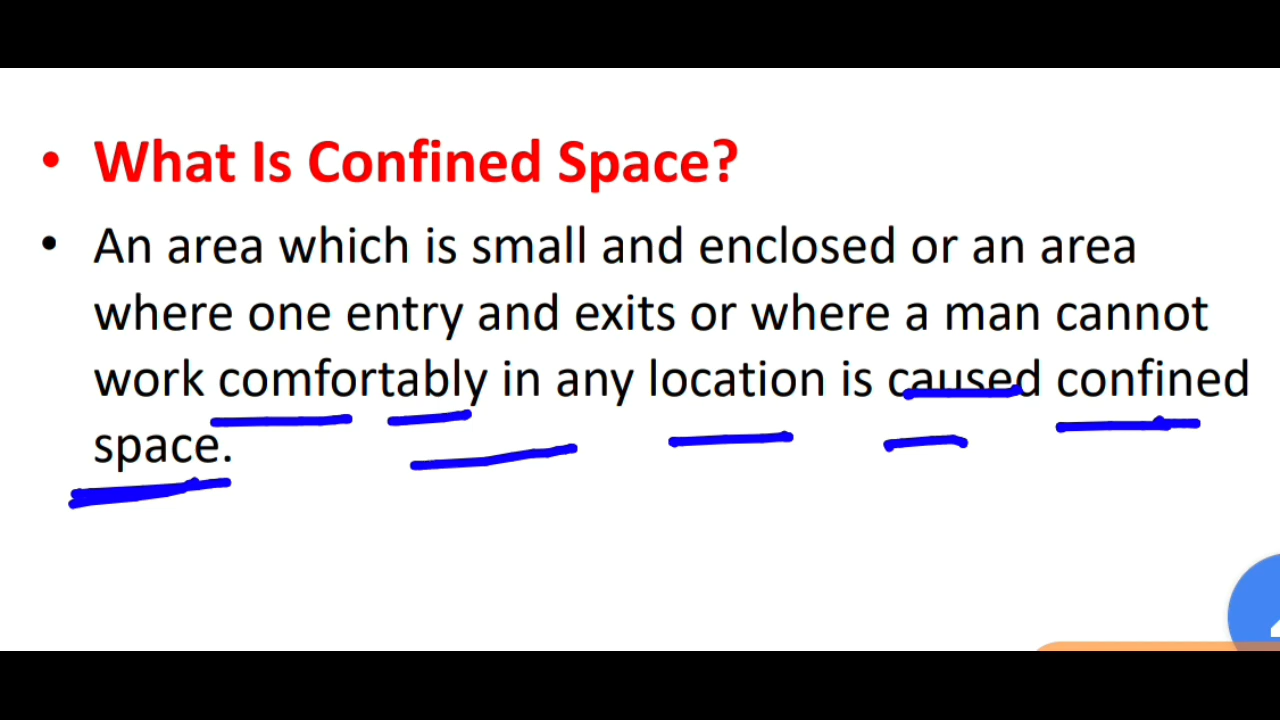 • What Is Confined Space?
• An area which is small and enclosed or an area
where one entry and exits or where a man cannot
work comfortably in any location is caused confined
space.